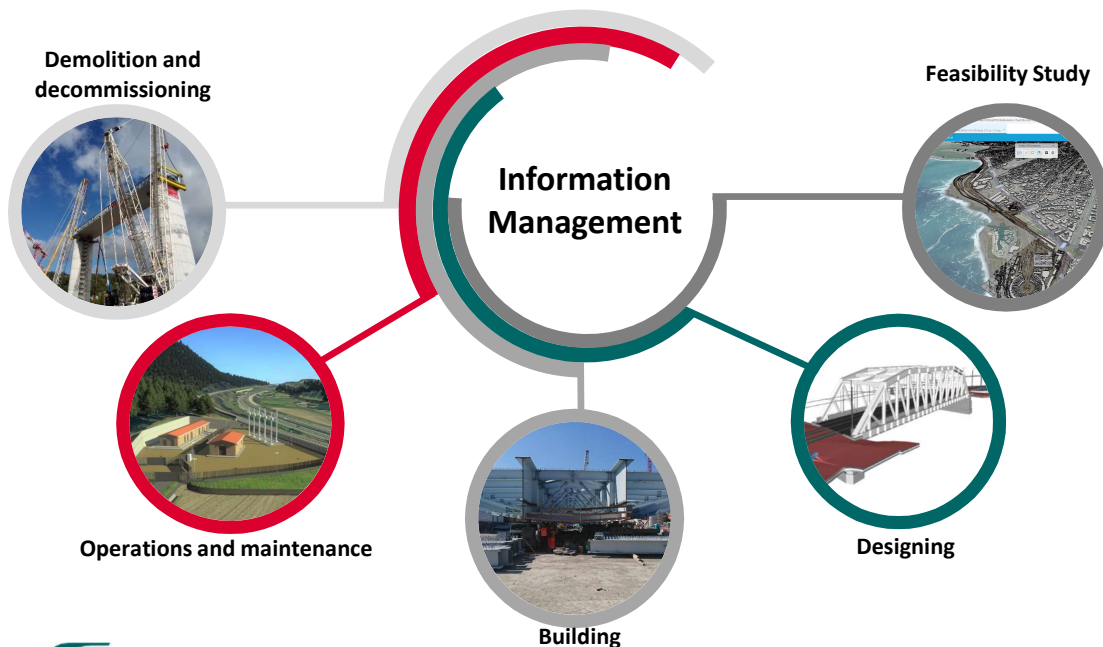 Demolition and
decommissioning
Feasibility Study
Information
Management
Operations and maintenance
Designing
Building